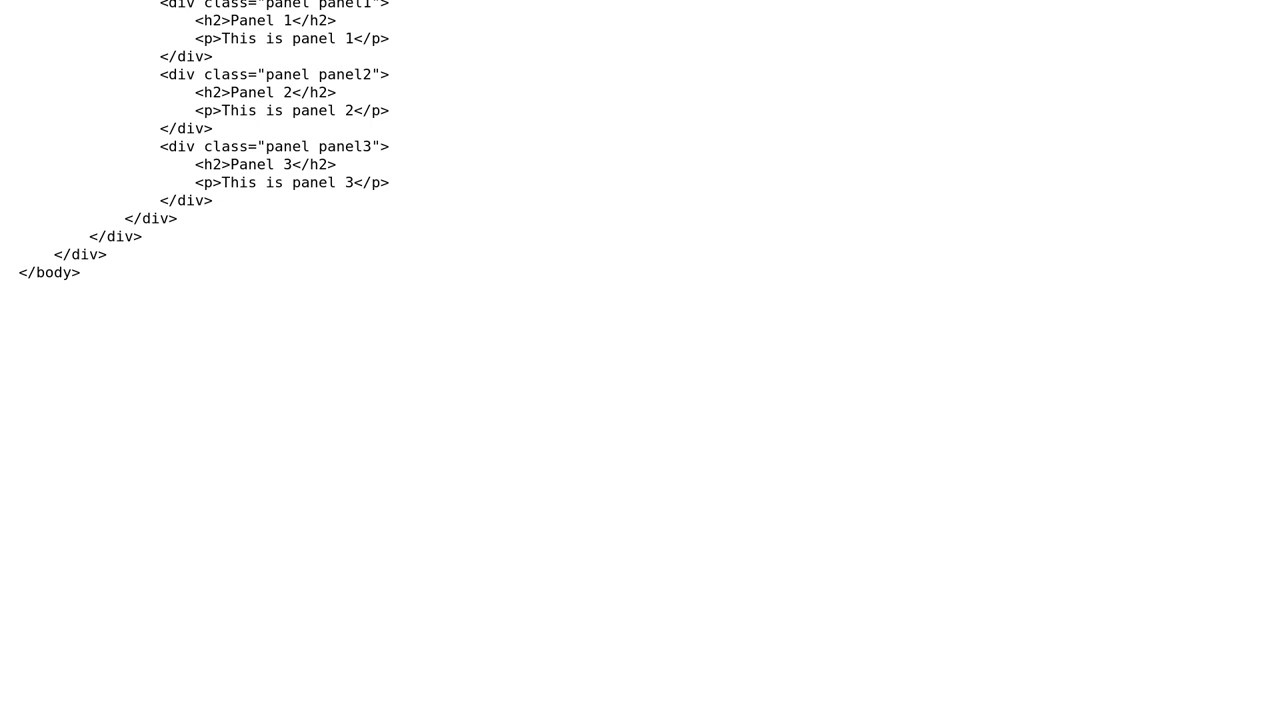 <div class="panel panel1">
<h2>Panel 1</h2>
<p>This is panel 1</p>
</div>
<div class="panel panel2">
<h2>Panel 2</h2>
<p>This is panel 2</p>
</div>
<div class="panel panel3">
<h2>Panel 3</h2>
<p>This is panel 3</p>
</div>
</div>
</div>
</div>
</body>